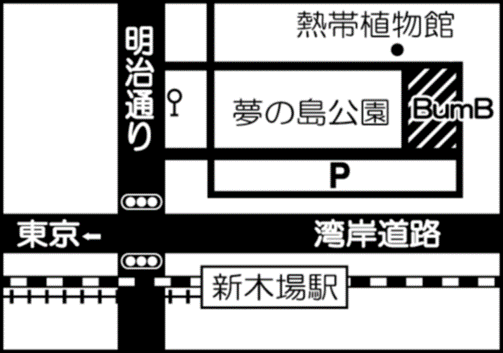 熱帯植物館
明治通り
夢の島公園
BumB
P
東京←
湾岸道路
新木場駅